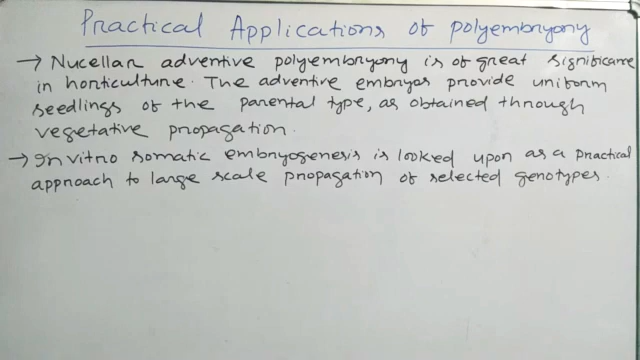 Practical Applications of polyembryony
→ Nucellar adventive polyembryony is of great significance
in horticulture. The adventive embryos provide uniform
seedlings of the parental type, as obtained through
vegetative propagation.
→ In vitro somatic embryogenesis is looked upon as a practical
approach to large scale propagation of selected genotypes.